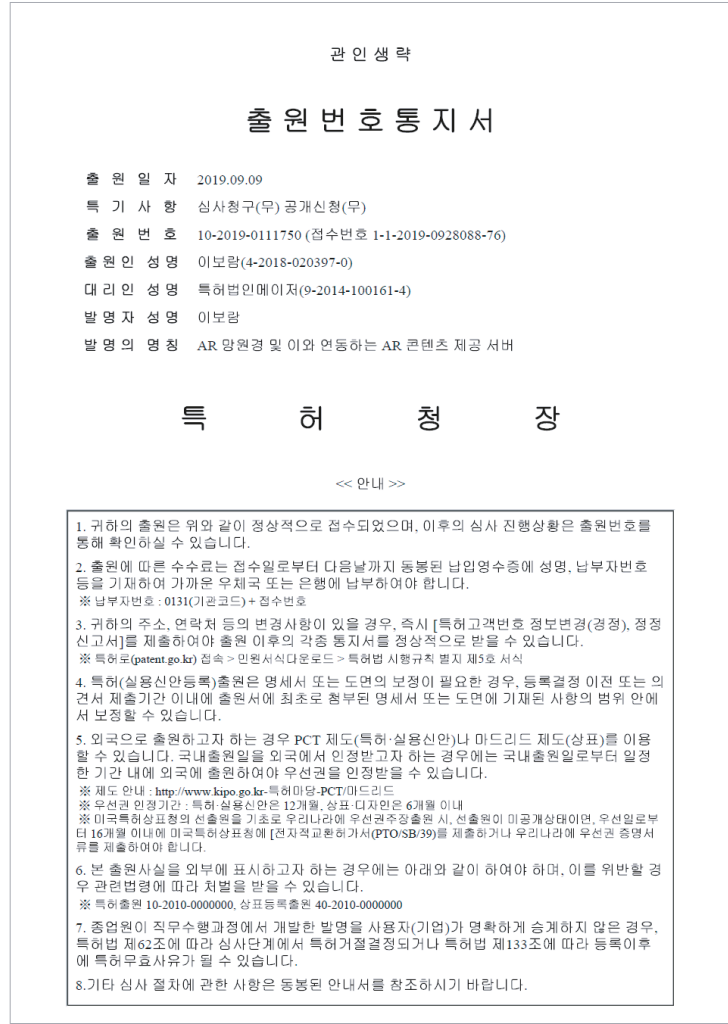 관 인 생 략
출 원 번 호 통 지 서
출 원 일 자 2019.09.09
특 기 사 항 심사청구(무) 공개신청(무)
출 원 번 호 10-2019-0111750 (접수번호 1-1-2019-0928088-76)
출원인 성명 이보람(4-2018-020397-0)
대리인 성명 특허법인메이저(9-2014-100161-4)
발명자 성명 이보람
발명의 명칭 AR 망원경 및 이와 연동하는 AR 콘텐츠 제공 서버
특 허 청 장
<< 안내 >>
1. 귀하의 출원은 위와 같이 정상적으로 접수되었으며, 이후의 심사 진행상황은 출원번호를
통해 확인하실 수 있습니다.
2. 출원에 따른 수수료는 접수일로부터 다음날까지 동봉된 납입영수증에 성명, 납부자번호
등을 기재하여 가까운 우체국 또는 은행에 납부하여야 합니다.
※ 납부자번호 : 0131(기관코드) + 접수번호
3. 귀하의 주소, 연락처 등의 변경사항이 있을 경우, 즉시 [특허고객번호 정보변경(경정), 정정
신고서]를 제출하여야 출원 이후의 각종 통지서를 정상적으로 받을 수 있습니다.
※ 특허로(patent.go.kr) 접속 > 민원서식다운로드 > 특허법 시행규칙 별지 제5호 서식
4. 특허(실용신안등록)출원은 명세서 또는 도면의 보정이 필요한 경우, 등록결정 이전 또는 의
견서 제출기간 이내에 출원서에 최초로 첨부된 명세서 또는 도면에 기재된 사항의 범위 안에
서 보정할 수 있습니다.
5. 외국으로 출원하고자 하는 경우 PCT 제도(특허·실용신안)나 마드리드 제도(상표)를 이용
할 수 있습니다. 국내출원일을 외국에서 인정받고자 하는 경우에는 국내출원일로부터 일정
한 기간 내에 외국에 출원하여야 우선권을 인정받을 수 있습니다.
※ 제도 안내 : http://www.kipo.go.kr-특허마당-PCT/마드리드
※ 우선권 인정기간 : 특허·실용신안은 12개월, 상표·디자인은 6개월 이내
※ 미국특허상표청의 선출원을 기초로 우리나라에 우선권주장출원 시, 선출원이 미공개상태이면, 우선일로부
터 16개월 이내에 미국특허상표청에 [전자적교환허가서(PTO/SB/39)를 제출하거나 우리나라에 우선권 증명서
류를 제출하여야 합니다.
6. 본 출원사실을 외부에 표시하고자 하는 경우에는 아래와 같이 하여야 하며, 이를 위반할 경
우 관련법령에 따라 처벌을 받을 수 있습니다.
※ 특허출원 10-2010-0000000, 상표등록출원 40-2010-0000000
7. 종업원이 직무수행과정에서 개발한 발명을 사용자(기업)가 명확하게 승계하지 않은 경우,
특허법 제62조에 따라 심사단계에서 특허거절결정되거나 특허법 제133조에 따라 등록이후
에 특허무효사유가 될 수 있습니다.
8.기타 심사 절차에 관한 사항은 동봉된 안내서를 참조하시기 바랍니다.